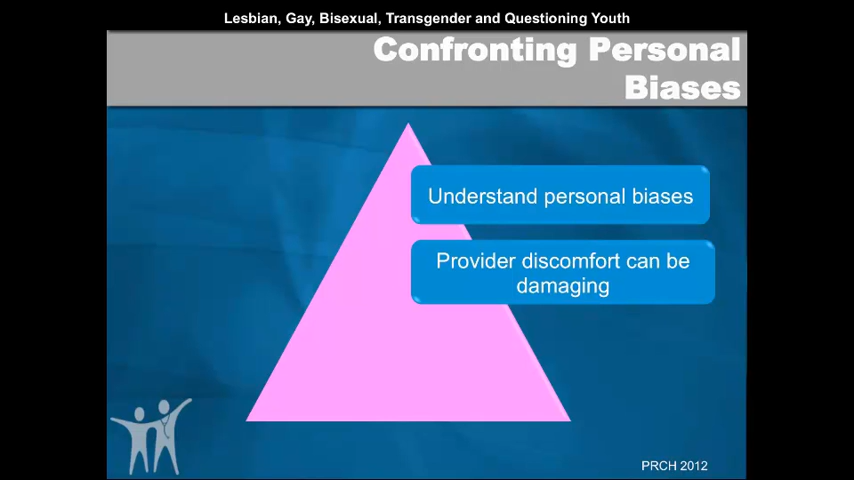 Lesbian, Gay, Bisexual, Transgender and Questioning Youth
Confronting Personal
Biases
Understand personal biases
Provider discomfort can be
damaging
PRCH 2012